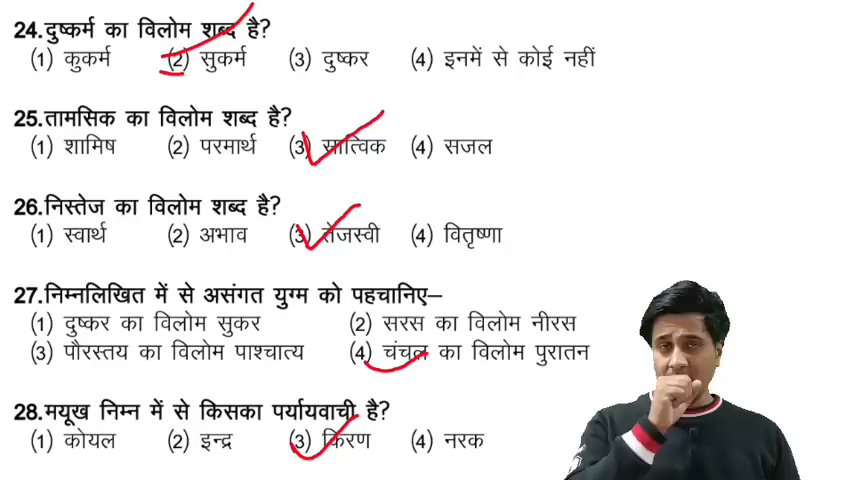 24.दुष्कर्म का विलोम शब्द है?
(1) कुकर्म (2) सुकर्म (3) दुष्कर (4) इनमें से कोई नहीं
25.तामसिक का विलोम शब्द है?
(1) शामिष (2) परमार्थ (3) सात्विक (4) सजल
26.निस्तेज का विलोम शब्द है?
(1) स्वार्थ (2) अभाव (3) तेजस्वी (4) वितृष्णा
27.निम्नलिखित में से असंगत युग्म को पहचानिए–
(1) दुष्कर का विलोम सुकर (2) सरस का विलोम नीरस
(3) पौरस्तय का विलोम पाश्चात्य (4) चंचल का विलोम पुरातन
28.मयूख निम्न में से किसका पर्यायवाची है?
(1) कोयल (2) इन्द्र (3) किरण (4) नरक